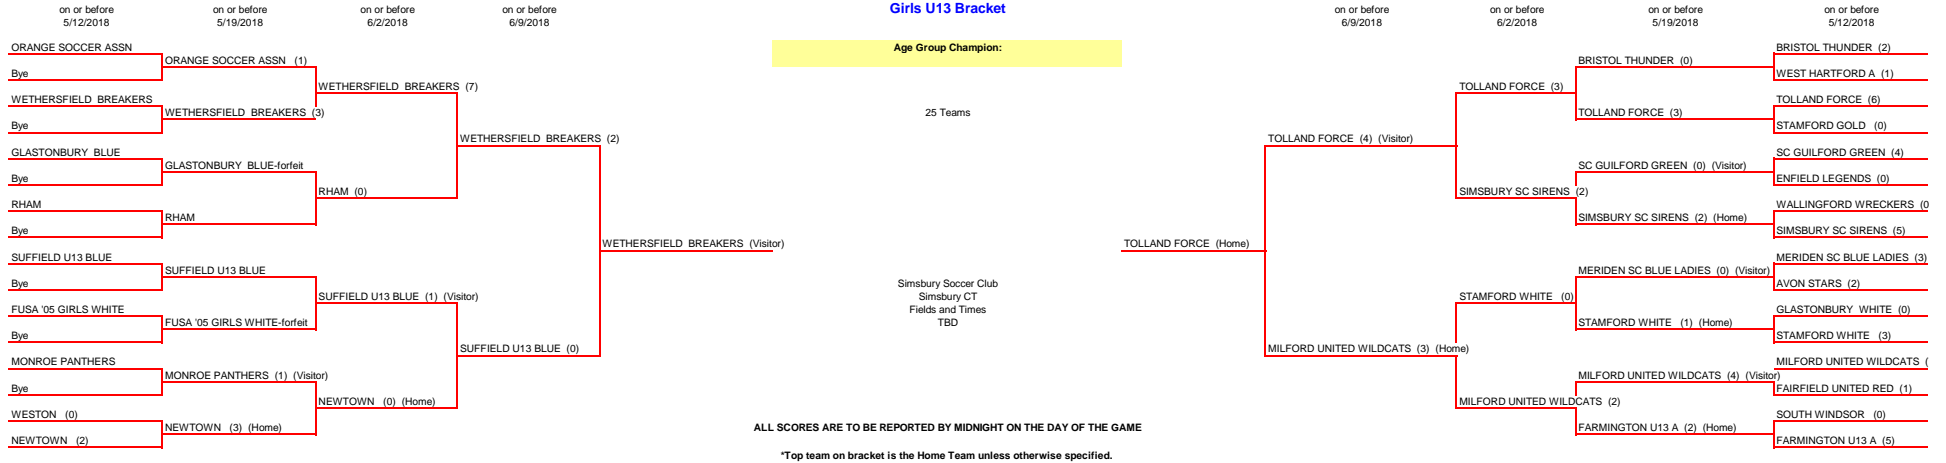 on or before
5/12/2018
on or before
5/19/2018
on or before
6/2/2018
on or before
6/9/2018
Girls U13 Bracket
on or before
6/9/2018
on or before
6/2/2018
on or before
5/19/2018
on or before
5/12/2018
Age Group Champion:
25 Teams
ORANGE SOCCER ASSN
Bye
WETHERSFIELD BREAKERS
Bye
GLASTONBURY BLUE
Bye
RHAM
Bye
SUFFIELD U13 BLUE
Bye
FUSA '05 GIRLS WHITE
Bye
MONROE PANTHERS
Bye
WESTON (0)
NEWTOWN (2)
ORANGE SOCCER ASSN (1)
WETHERSFIELD BREAKERS (3)
GLASTONBURY BLUE-forfeit
RHAM
SUFFIELD U13 BLUE
FUSA '05 GIRLS WHITE-forfeit
MONROE PANTHERS (1) (Visitor)
NEWTOWN (3) (Home)
WETHERSFIELD BREAKERS (7)
RHAM (0)
SUFFIELD U13 BLUE (1) (Visitor)
NEWTOWN (0) (Home)
WETHERSFIELD BREAKERS (2)
SUFFIELD U13 BLUE (0)
WETHERSFIELD BREAKERS (Visitor)
TOLLAND FORCE (Home)
Simsbury Soccer Club
Simsbury CT
Fields and Times
TBD
TOLLAND FORCE (4) (Visitor)
MILFORD UNITED WILDCATS (3) (Home)
TOLLAND FORCE (3)
SIMSBURY SC SIRENS (2)
STAMFORD WHITE (0)
MILFORD UNITED WILDCATS (2)
BRISTOL THUNDER (0)
TOLLAND FORCE (3)
SC GUILFORD GREEN (0) (Visitor)
SIMSBURY SC SIRENS (2) (Home)
MERIDEN SC BLUE LADIES (0) (Visitor)
STAMFORD WHITE (1) (Home)
MILFORD UNITED WILDCATS (4) (Visitor)
FARMINGTON U13 A (2) (Home)
BRISTOL THUNDER (2)
WEST HARTFORD A (1)
TOLLAND FORCE (6)
STAMFORD GOLD (0)
SC GUILFORD GREEN (4)
ENFIELD LEGENDS (0)
WALLINGFORD WRECKERS (0
SIMSBURY SC SIRENS (5)
MERIDEN SC BLUE LADIES (3)
AVON STARS (2)
GLASTONBURY WHITE (0)
STAMFORD WHITE (3)
MILFORD UNITED WILDCATS (
FAIRFIELD UNITED RED (1)
SOUTH WINDSOR (0)
FARMINGTON U13 A (5)
ALL SCORES ARE TO BE REPORTED BY MIDNIGHT ON THE DAY OF THE GAME
*Top team on bracket is the Home Team unless otherwise specified.